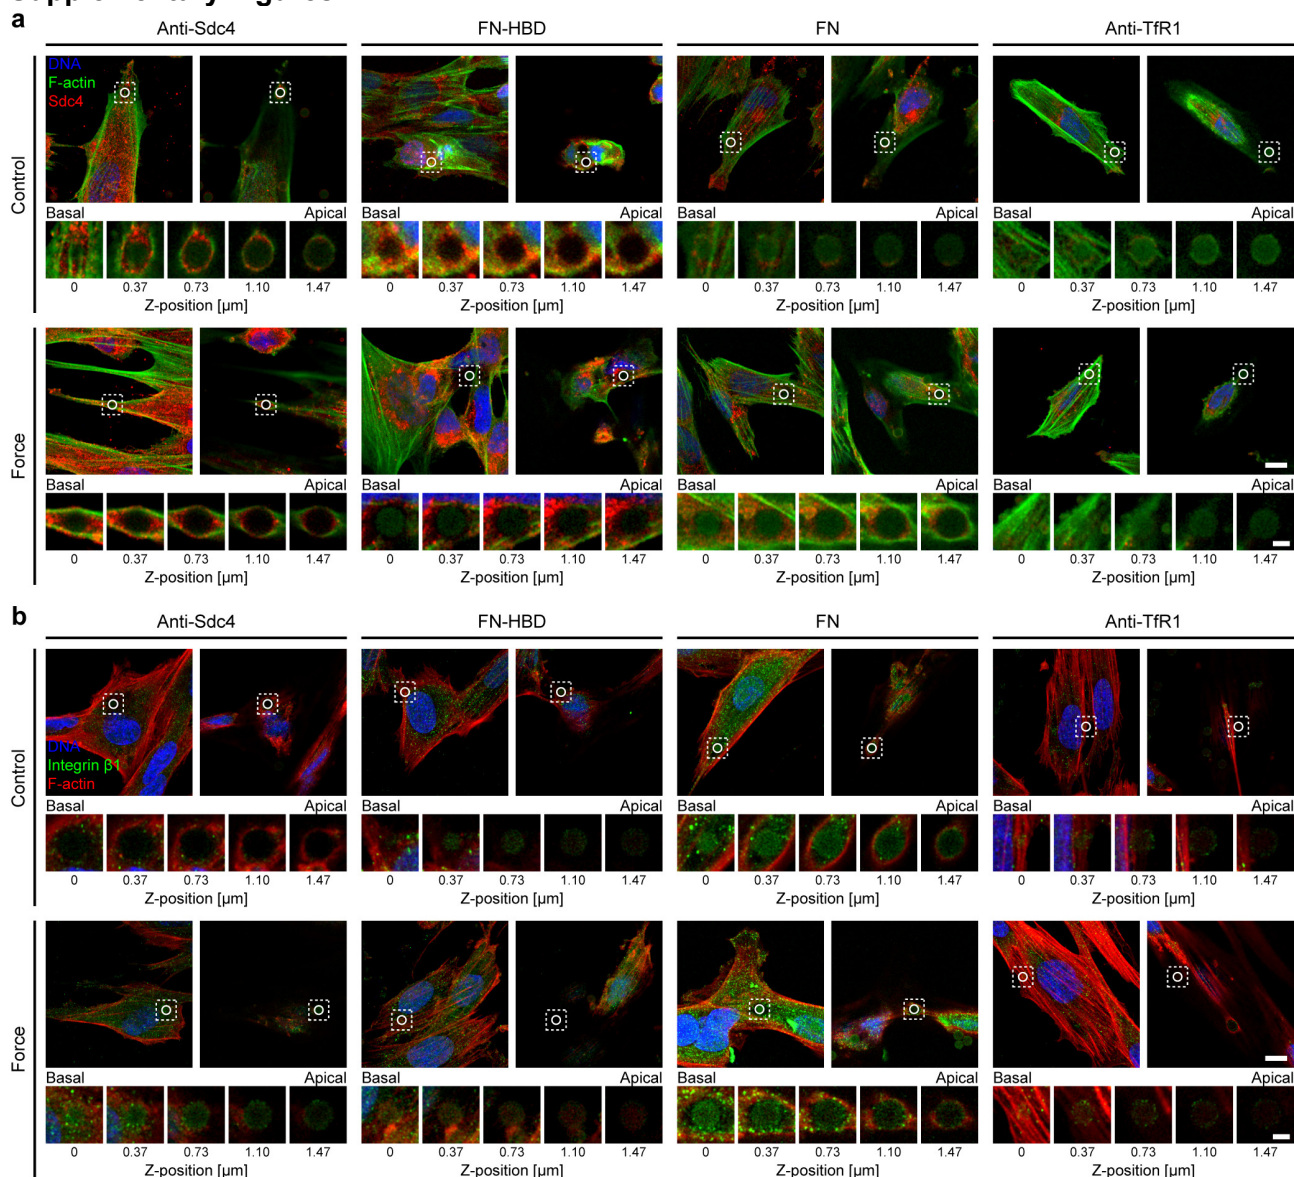 Supplementary Figures
a
Anti-Sdc4 FN-HBD FN Anti-TfR1
Control
DNA
F-actin
Sdc4
Basal Apical Basal Apical Basal Apical Basal Apical
0 0.37 0.73 1.10 1.47 0 0.37 0.73 1.10 1.47 0 0.37 0.73 1.10 1.47 0 0.37 0.73 1.10 1.47
Z-position [µm] Z-position [µm] Z-position [µm] Z-position [µm]
Force
Basal Apical Basal Apical Basal Apical Basal Apical
0 0.37 0.73 1.10 1.47 0 0.37 0.73 1.10 1.47 0 0.37 0.73 1.10 1.47 0 0.37 0.73 1.10 1.47
Z-position [µm] Z-position [µm] Z-position [µm] Z-position [µm]
b
Anti-Sdc4 FN-HBD FN Anti-TfR1
Control
DNA
Integrin β1
F-actin
Basal Apical Basal Apical Basal Apical Basal Apical
0 0.37 0.73 1.10 1.47 0 0.37 0.73 1.10 1.47 0 0.37 0.73 1.10 1.47 0 0.37 0.73 1.10 1.47
Z-position [µm] Z-position [µm] Z-position [µm] Z-position [µm]
Force
Basal Apical Basal Apical Basal Apical Basal Apical
0 0.37 0.73 1.10 1.47 0 0.37 0.73 1.10 1.47 0 0.37 0.73 1.10 1.47 0 0.37 0.73 1.10 1.47
Z-position [µm] Z-position [µm] Z-position [µm] Z-position [µm]